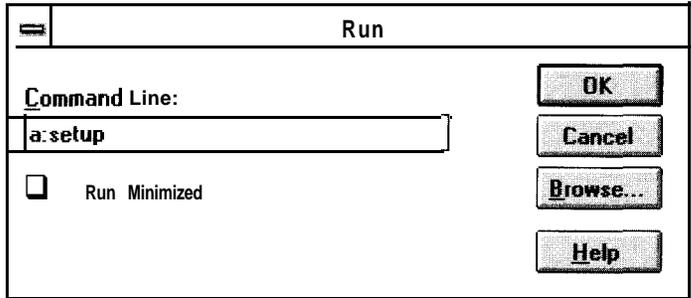 Run
Command Line:
a:setup
Run Minimized
OK
Cancel
Browse...
Help